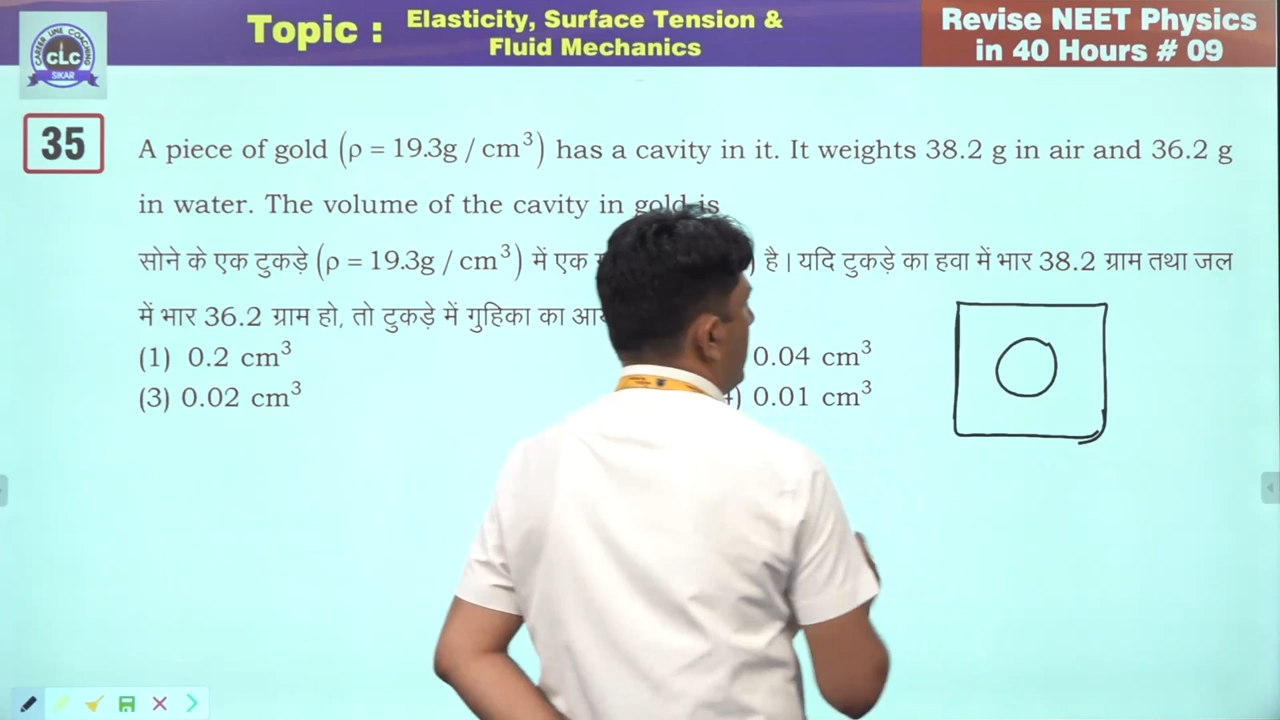 CAREER LINE COACHING
CLC
SIKAR
Topic :
Elasticity, Surface Tension &
Fluid Mechanics
Revise NEET Physics
in 40 Hours # 09
35
A piece of gold (ρ = 19.3g / cm³) has a cavity in it. It weights 38.2 g in air and 36.2 g
in water. The volume of the cavity in gold is
सोने के एक टुकड़े (ρ = 19.3g / cm³) में एक है। यदि टुकड़े का हवा में भार 38.2 ग्राम तथा जल
में भार 36.2 ग्राम हो, तो टुकड़े में गुहिका का
(1) 0.2 cm³ 0.04 cm³
(3) 0.02 cm³ 0.01 cm³